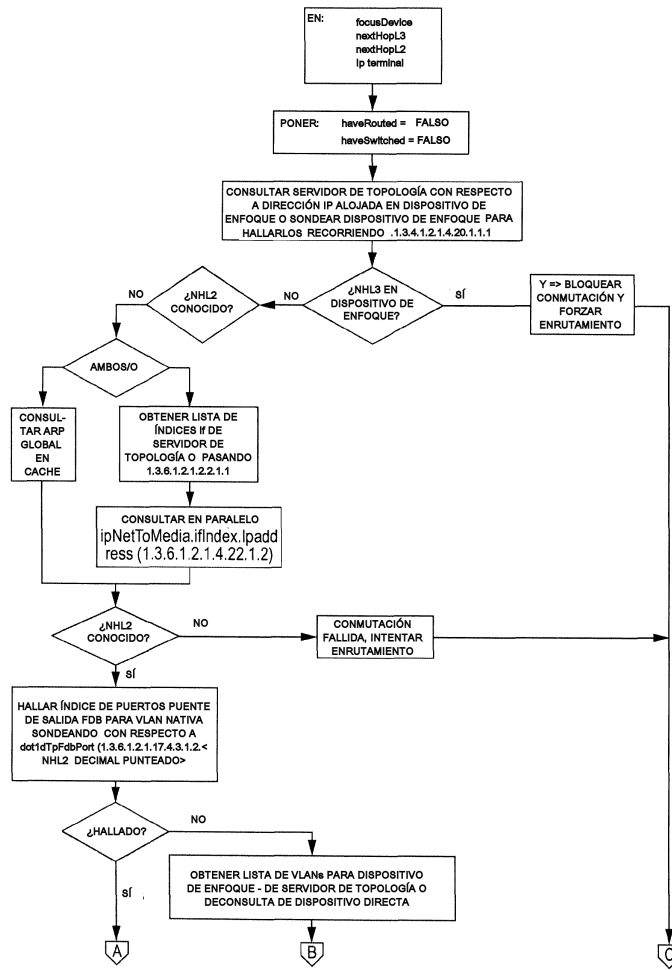 EN:
focusDevice
nextHopL3
nextHopL2
Ip terminal
PONER: haveRouted = FALSO
haveSwitched = FALSO
CONSULTAR SERVIDOR DE TOPOLOGÍA CON RESPECTO
A DIRECCIÓN IP ALOJADA EN DISPOSITIVO DE
ENFOQUE O SONDEAR DISPOSITIVO DE ENFOQUE PARA
HALLARLOS RECORRIENDO .1.3.4.1.2.1.4.20.1.1.1
¿NHL3 EN
DISPOSITIVO DE
ENFOQUE?
SÍ
Y => BLOQUEAR
CONMUTACIÓN Y
FORZAR
ENRUTAMIENTO
NO
¿NHL2
CONOCIDO?
NO
AMBOS/O
CONSUL-
TAR ARP
GLOBAL
EN
CACHE
OBTENER LISTA DE
ÍNDICES If DE
SERVIDOR DE
TOPOLOGÍA O PASANDO
1.3.6.1.2.1.2.2.1.1
CONSULTAR EN PARALELO
ipNetToMedia.ifIndex.Ipadd
ress (1.3.6.1.2.1.4.22.1.2)
¿NHL2
CONOCIDO?
NO
CONMUTACIÓN
FALLIDA, INTENTAR
ENRUTAMIENTO
SÍ
HALLAR ÍNDICE DE PUERTOS PUENTE
DE SALIDA FDB PARA VLAN NATIVA
SONDEANDO CON RESPECTO A
dot1dTpFdbPort (1.3.6.1.2.1.17.4.3.1.2.<
NHL2 DECIMAL PUNTEADO>
¿HALLADO?
NO
SÍ
OBTENER LISTA DE VLANs PARA DISPOSITIVO
DE ENFOQUE - DE SERVIDOR DE TOPOLOGÍA O
DECONSULTA DE DISPOSITIVO DIRECTA
A
B
C